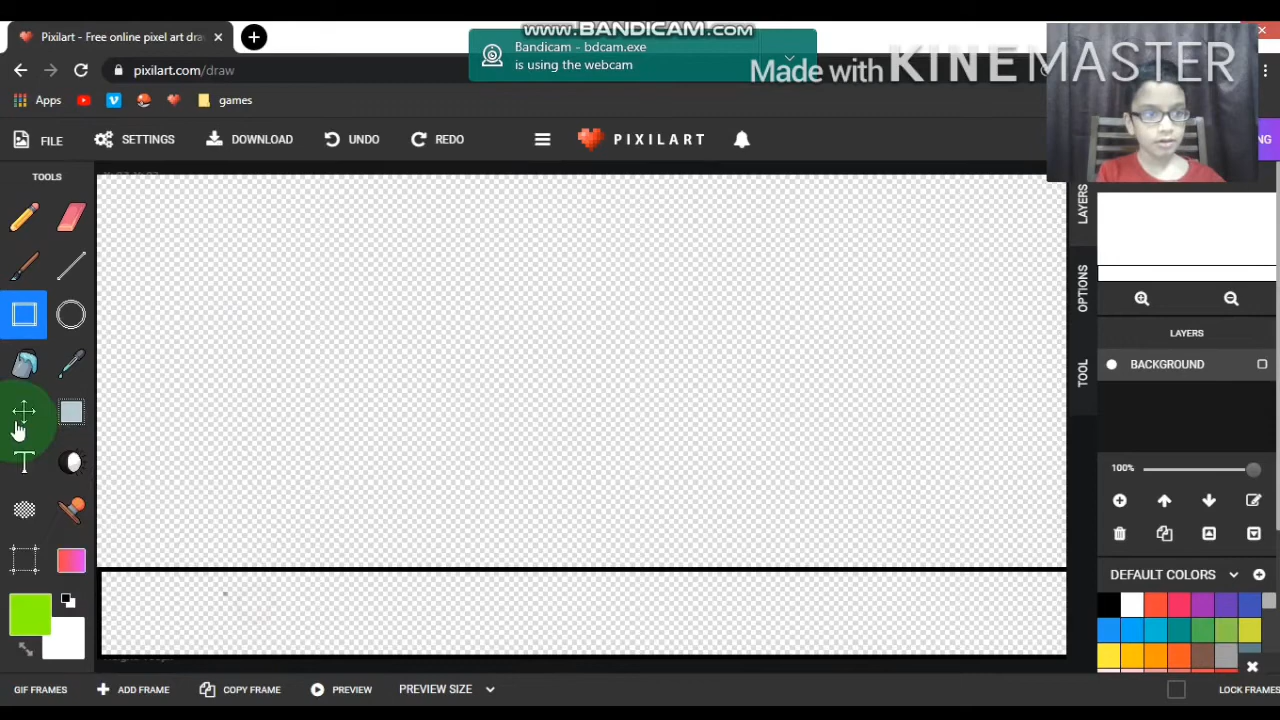 WWW.BANDICAM.COM
Pixilart - Free online pixel art dra
Bandicam - bdcam.exe
is using the webcam
Made with KINEMASTER
pixilart.com/draw
Apps
games
FILE
SETTINGS
DOWNLOAD
UNDO
REDO
PIXILART
NG
TOOLS
LAYERS
OPTIONS
TOOL
LAYERS
BACKGROUND
100%
DEFAULT COLORS
GIF FRAMES
ADD FRAME
COPY FRAME
PREVIEW
PREVIEW SIZE
LOCK FRAMES